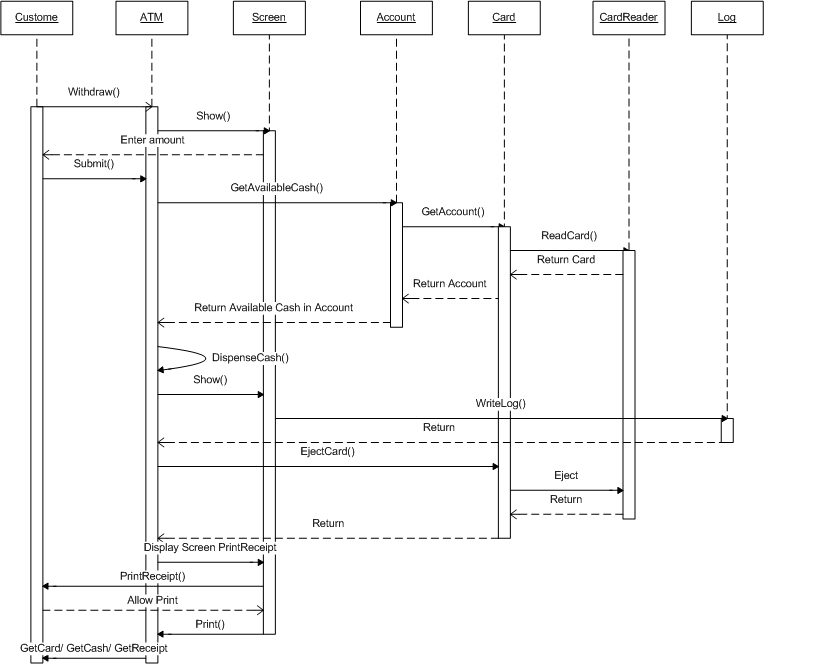 Custome
ATM
Screen
Account
Card
CardReader
Log
Withdraw()
Show()
Enter amount
Submit()
GetAvailableCash()
GetAccount()
ReadCard()
Return Card
Return Account
Return Available Cash in Account
DispenseCash()
Show()
WriteLog()
Return
EjectCard()
Eject
Return
Return
Display Screen PrintReceipt
PrintReceipt()
Allow Print
Print()
GetCard/ GetCash/ GetReceipt